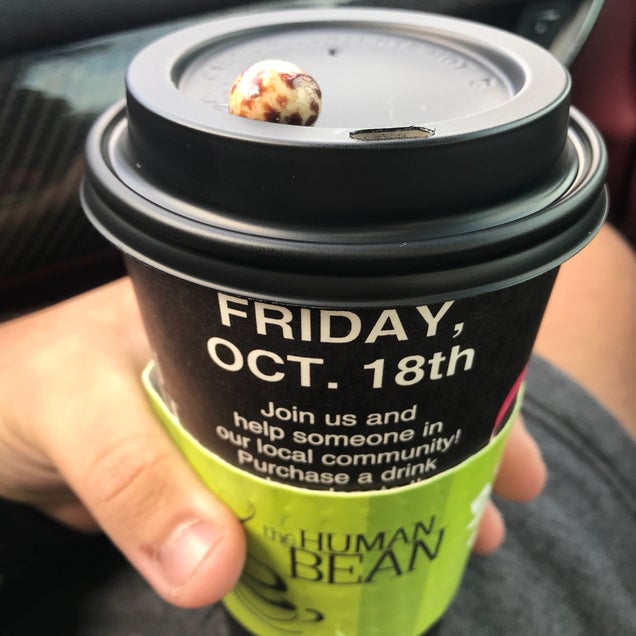 FRIDAY,
OCT. 18th
Join us and
help someone in
our local community!
Purchase a drink
the HUMAN
BEAN